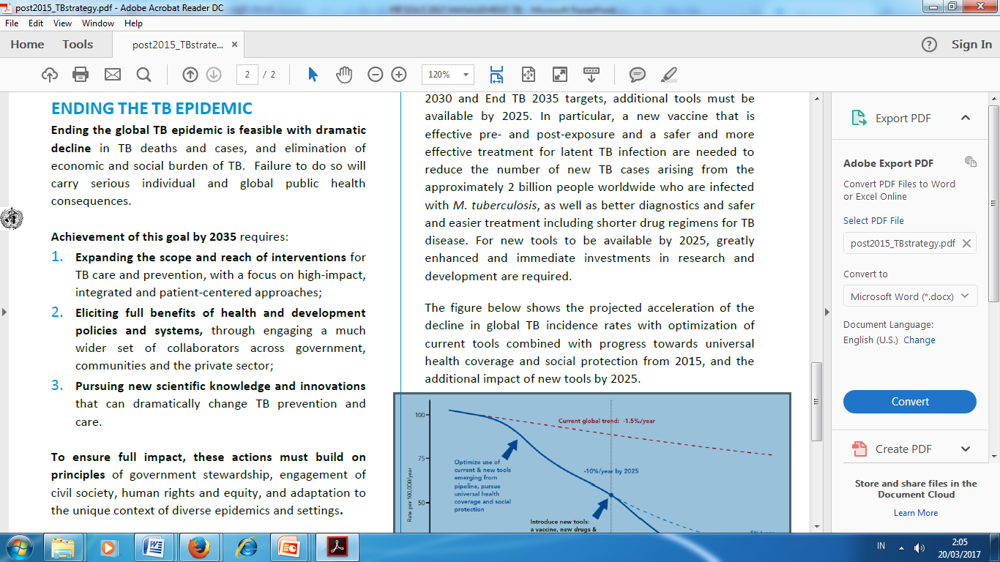 post2015_TBstrategy.pdf - Adobe Acrobat Reader DC
File Edit View Window Help
Home Tools post2015_TBstrate... × Sign In
2 / 2 120%
ENDING THE TB EPIDEMIC
Ending the global TB epidemic is feasible with dramatic
decline in TB deaths and cases, and elimination of
economic and social burden of TB. Failure to do so will
carry serious individual and global public health
consequences.
Achievement of this goal by 2035 requires:
1. Expanding the scope and reach of interventions for
TB care and prevention, with a focus on high-impact,
integrated and patient-centered approaches;
2. Eliciting full benefits of health and development
policies and systems, through engaging a much
wider set of collaborators across government,
communities and the private sector;
3. Pursuing new scientific knowledge and innovations
that can dramatically change TB prevention and
care.
To ensure full impact, these actions must build on
principles of government stewardship, engagement of
civil society, human rights and equity, and adaptation to
the unique context of diverse epidemics and settings.
2030 and End TB 2035 targets, additional tools must be
available by 2025. In particular, a new vaccine that is
effective pre- and post-exposure and a safer and more
effective treatment for latent TB infection are needed to
reduce the number of new TB cases arising from the
approximately 2 billion people worldwide who are infected
with M. tuberculosis, as well as better diagnostics and safer
and easier treatment including shorter drug regimens for TB
disease. For new tools to be available by 2025, greatly
enhanced and immediate investments in research and
development are required.
The figure below shows the projected acceleration of the
decline in global TB incidence rates with optimization of
current tools combined with progress towards universal
health coverage and social protection from 2015, and the
additional impact of new tools by 2025.
100
75
50
Rate per 100,000/year
Current global trend: -1.5%/year
-10%/year by 2025
Optimize use of
current & new tools
emerging from
pipeline, pursue
universal health
coverage and social
protection
Introduce new tools:
a vaccine, new drugs &
Export PDF
Adobe Export PDF
Convert PDF Files to Word
or Excel Online
Select PDF File
post2015_TBstrategy.pdf ×
Convert to
Microsoft Word (*.docx)
Document Language:
English (U.S.) Change
Convert
Create PDF
Store and share files in the
Document Cloud
Learn More
IN
2:05
20/03/2017